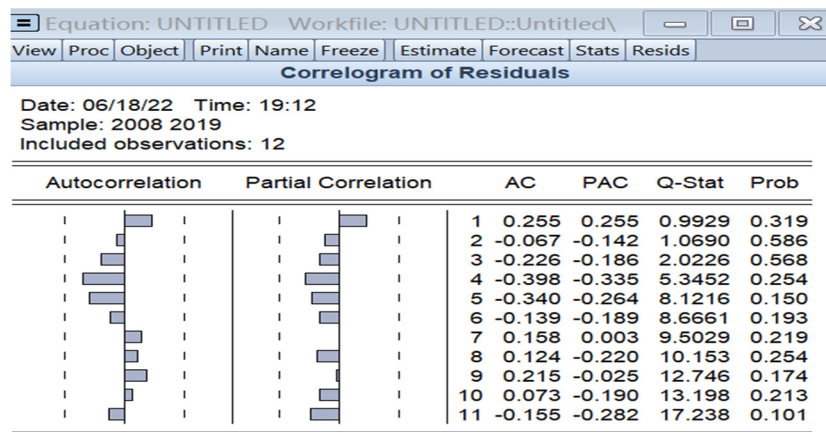 Equation: UNTITLED Workfile: UNTITLED::Untitled\
View Proc Object Print Name Freeze Estimate Forecast Stats Resids
Correlogram of Residuals
Date: 06/18/22 Time: 19:12
Sample: 2008 2019
Included observations: 12
Autocorrelation Partial Correlation AC PAC Q-Stat Prob
1 0.255 0.255 0.9929 0.319
2 -0.067 -0.142 1.0690 0.586
3 -0.226 -0.186 2.0226 0.568
4 -0.398 -0.335 5.3452 0.254
5 -0.340 -0.264 8.1216 0.150
6 -0.139 -0.189 8.6661 0.193
7 0.158 0.003 9.5029 0.219
8 0.124 -0.220 10.153 0.254
9 0.215 -0.025 12.746 0.174
10 0.073 -0.190 13.198 0.213
11 -0.155 -0.282 17.238 0.101